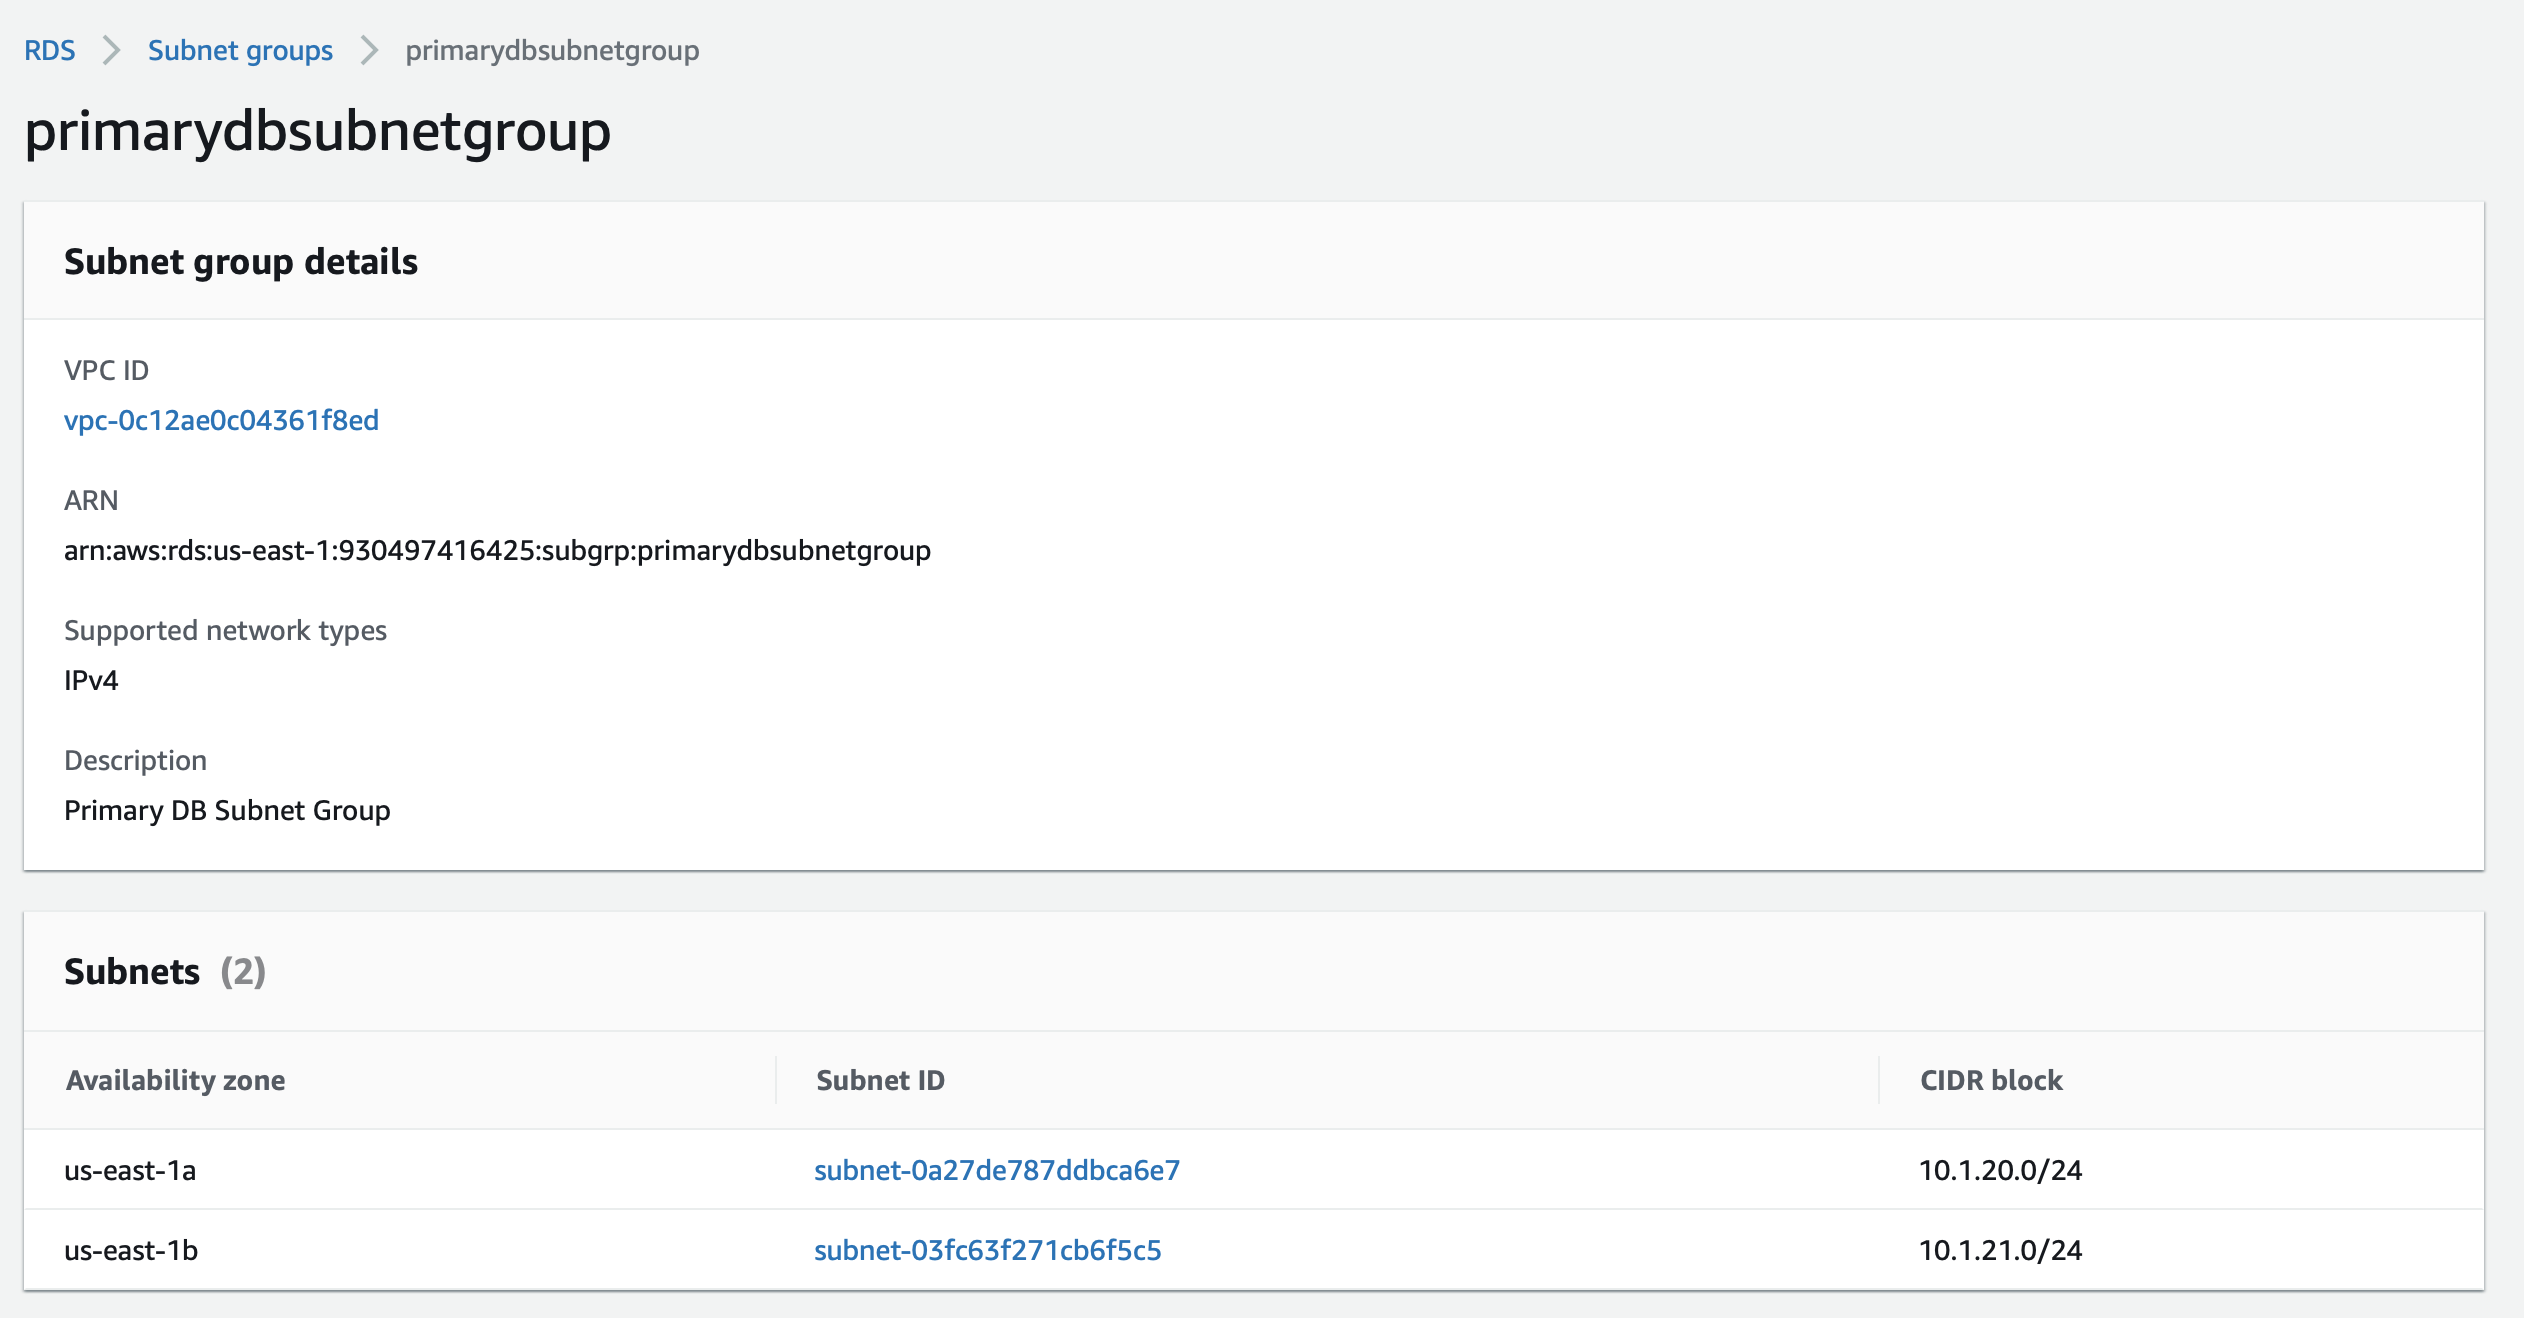 RDS > Subnet groups > primarydbsubnetgroup
primarydbsubnetgroup
Subnet group details
VPC ID
vpc-0c12ae0c04361f8ed
ARN
arn:aws:rds:us-east-1:930497416425:subgrp:primarydbsubnetgroup
Supported network types
IPv4
Description
Primary DB Subnet Group
Subnets (2)
Availability zone Subnet ID CIDR block
us-east-1a subnet-0a27de787ddbca6e7 10.1.20.0/24
us-east-1b subnet-03fc63f271cb6f5c5 10.1.21.0/24